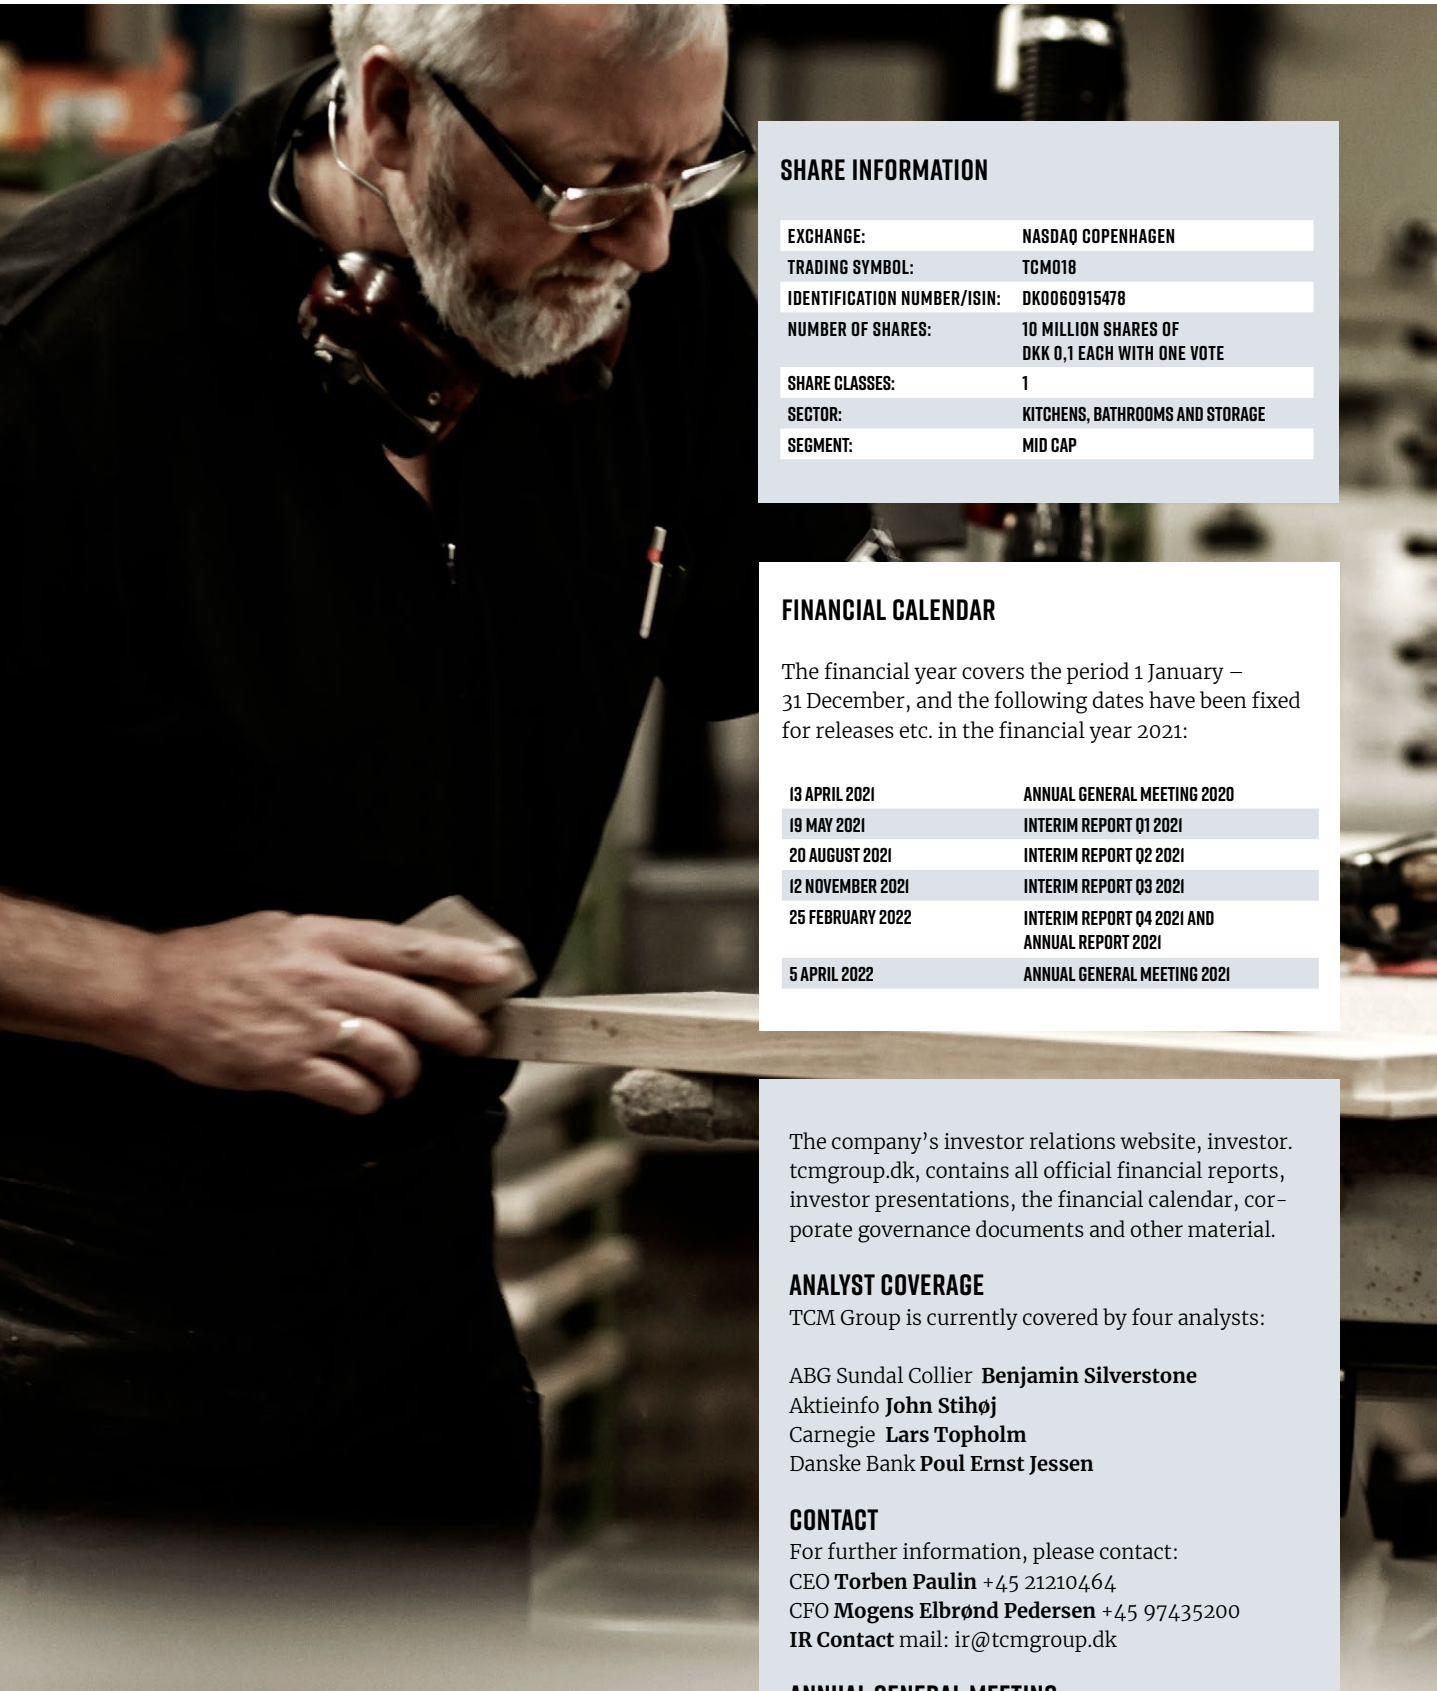 SHARE INFORMATION
EXCHANGE: NASDAQ COPENHAGEN
TRADING SYMBOL: TCM018
IDENTIFICATION NUMBER/ISIN: DK0060915478
NUMBER OF SHARES: 10 MILLION SHARES OF
DKK 0,1 EACH WITH ONE VOTE
SHARE CLASSES: 1
SECTOR: KITCHENS, BATHROOMS AND STORAGE
SEGMENT: MID CAP
FINANCIAL CALENDAR
The financial year covers the period 1 January –
31 December, and the following dates have been fixed
for releases etc. in the financial year 2021:
13 APRIL 2021 ANNUAL GENERAL MEETING 2020
19 MAY 2021 INTERIM REPORT Q1 2021
20 AUGUST 2021 INTERIM REPORT Q2 2021
12 NOVEMBER 2021 INTERIM REPORT Q3 2021
25 FEBRUARY 2022 INTERIM REPORT Q4 2021 AND
ANNUAL REPORT 2021
5 APRIL 2022 ANNUAL GENERAL MEETING 2021
The company’s investor relations website, investor.
tcmgroup.dk, contains all official financial reports,
investor presentations, the financial calendar, cor-
porate governance documents and other material.
ANALYST COVERAGE
TCM Group is currently covered by four analysts:
ABG Sundal Collier Benjamin Silverstone
Aktieinfo John Stihøj
Carnegie Lars Topholm
Danske Bank Poul Ernst Jessen
CONTACT
For further information, please contact:
CEO Torben Paulin +45 21210464
CFO Mogens Elbrønd Pedersen +45 97435200
IR Contact mail: ir@tcmgroup.dk
ANNUAL GENERAL MEETING